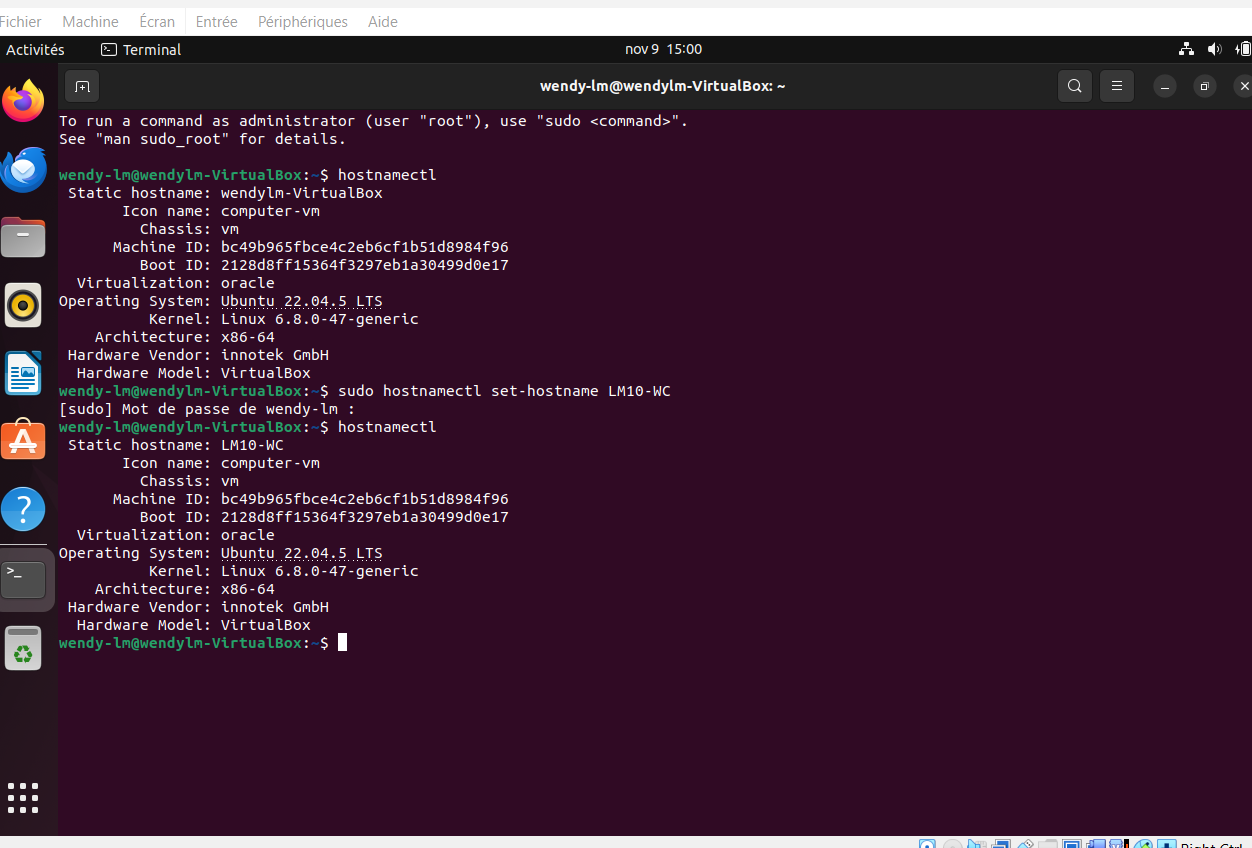 Fichier Machine Écran Entrée Périphériques Aide
Activités Terminal nov 9 15:00
wendy-lm@wendylm-VirtualBox: ~
To run a command as administrator (user "root"), use "sudo <command>".
See "man sudo_root" for details.
wendy-lm@wendylm-VirtualBox:~$ hostnamectl
Static hostname: wendylm-VirtualBox
Icon name: computer-vm
Chassis: vm
Machine ID: bc49b965fbce4c2eb6cf1b51d8984f96
Boot ID: 2128d8ff15364f3297eb1a30499d0e17
Virtualization: oracle
Operating System: Ubuntu 22.04.5 LTS
Kernel: Linux 6.8.0-47-generic
Architecture: x86-64
Hardware Vendor: innotek GmbH
Hardware Model: VirtualBox
wendy-lm@wendylm-VirtualBox:~$ sudo hostnamectl set-hostname LM10-WC
[sudo] Mot de passe de wendy-lm :
wendy-lm@wendylm-VirtualBox:~$ hostnamectl
Static hostname: LM10-WC
Icon name: computer-vm
Chassis: vm
Machine ID: bc49b965fbce4c2eb6cf1b51d8984f96
Boot ID: 2128d8ff15364f3297eb1a30499d0e17
Virtualization: oracle
Operating System: Ubuntu 22.04.5 LTS
Kernel: Linux 6.8.0-47-generic
Architecture: x86-64
Hardware Vendor: innotek GmbH
Hardware Model: VirtualBox
wendy-lm@wendylm-VirtualBox:~$
Right Ctrl